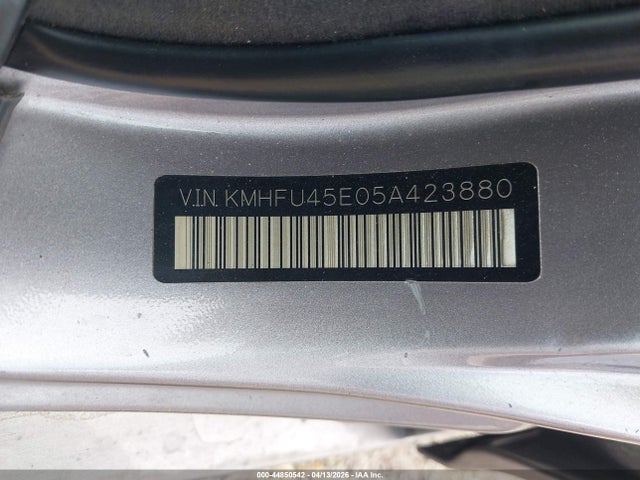 V.I.N. KMHFU45E05A423880
000-44850542 - 04/13/2026 - IAA Inc.